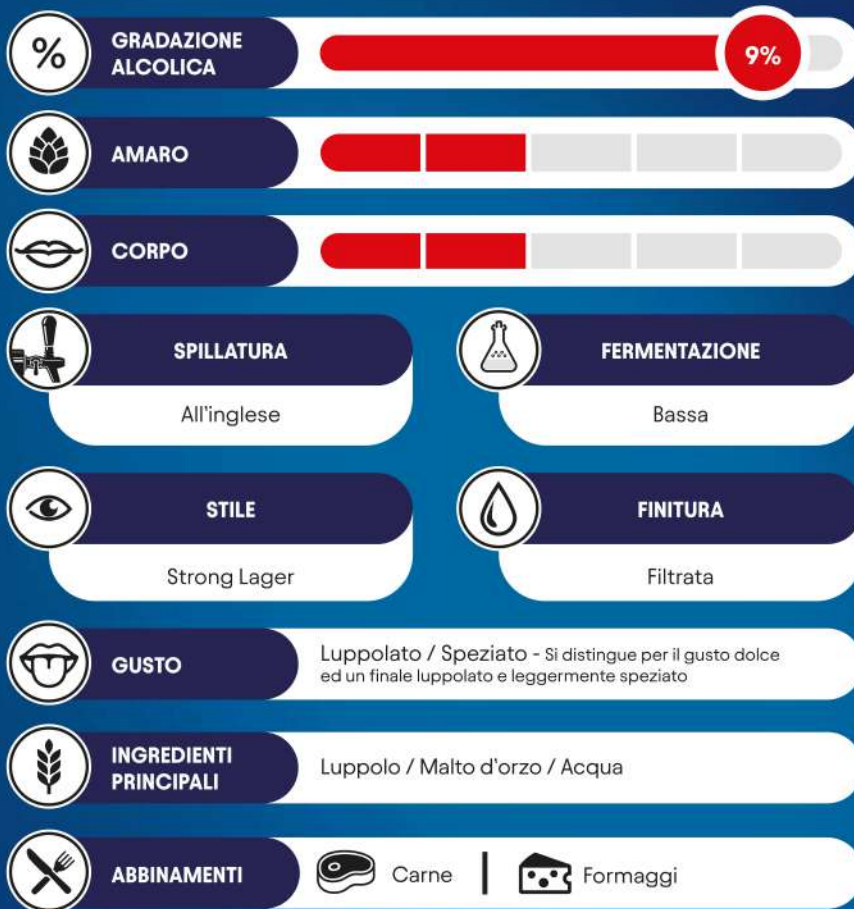 %
GRADAZIONE
ALCOLICA
9%
AMARO
CORPO
SPILLATURA
All'inglese
FERMENTAZIONE
Bassa
STILE
Strong Lager
FINITURA
Filtrata
GUSTO
Luppolato / Speziato - Si distingue per il gusto dolce
ed un finale luppolato e leggermente speziato
INGREDIENTI
PRINCIPALI
Luppolo / Malto d'orzo / Acqua
ABBINAMENTI
Carne
Formaggi